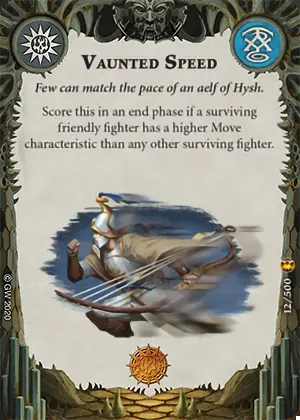 Vaunted Speed
Few can match the pace of an aelf of Hysh.
Score this in an end phase if a surviving
friendly fighter has a higher Move
characteristic than any other surviving fighter.
© GW 2020
12/500